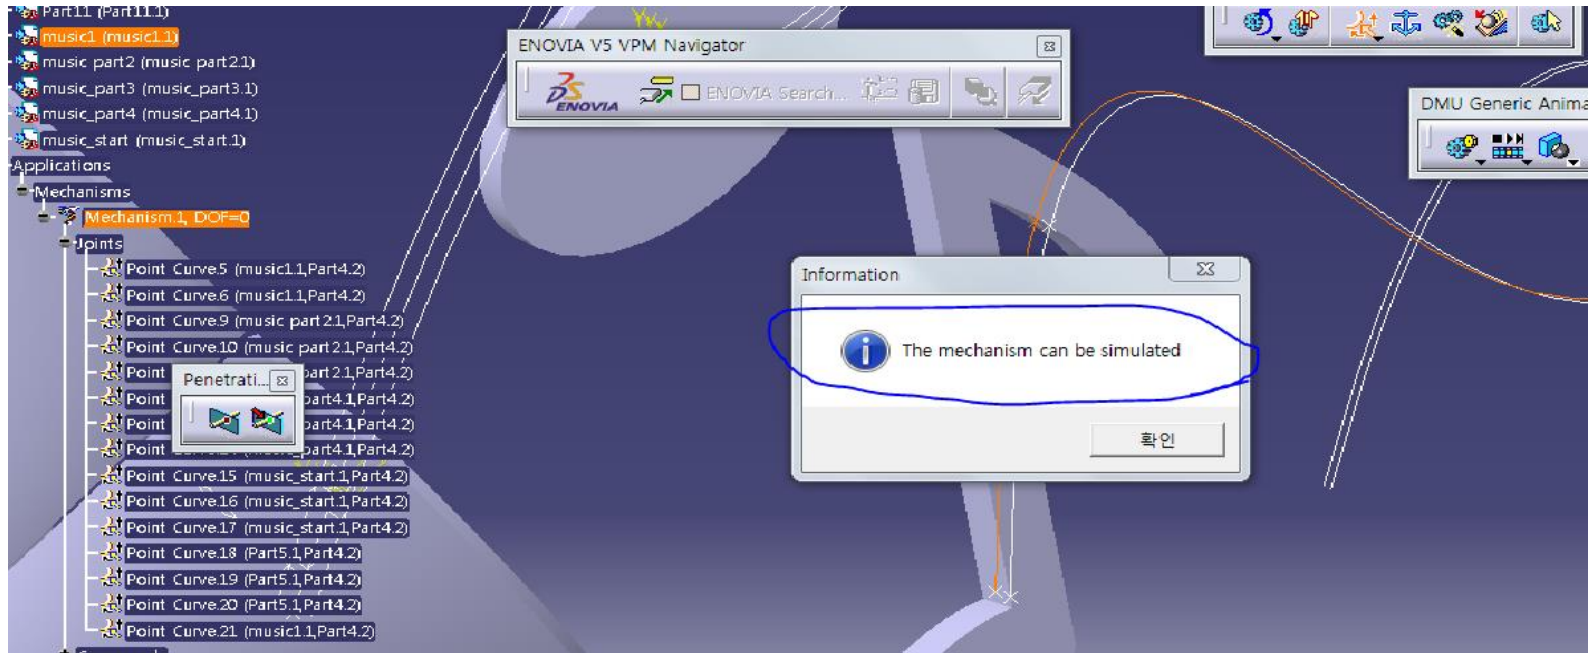 Part11 (Part11.1)
music1 (music1.1)
music part2 (music part2.1)
music_part3 (music_part3.1)
music_part4 (music_part4.1)
music_start (music_start.1)
Applications
Mechanisms
Mechanism.1, DOF=0
Joints
Point Curve.5 (music1.1,Part4.2)
Point Curve.6 (music1.1,Part4.2)
Point Curve.9 (music part2.1,Part4.2)
Point Curve.10 (music part2.1,Part4.2)
Point part2.1,Part4.2)
Point part4.1,Part4.2)
Point part4.1,Part4.2)
part4.1,Part4.2)
Point Curve.15 (music_start.1,Part4.2)
Point Curve.16 (music_start.1,Part4.2)
Point Curve.17 (music_start.1,Part4.2)
Point Curve.18 (Part5.1,Part4.2)
Point Curve.19 (Part5.1,Part4.2)
Point Curve.20 (Part5.1,Part4.2)
Point Curve.21 (music1.1,Part4.2)
Penetrati...
ENOVIA V5 VPM Navigator
ENOVIA
ENOVIA Search...
DMU Generic Anima
Information
The mechanism can be simulated
확인